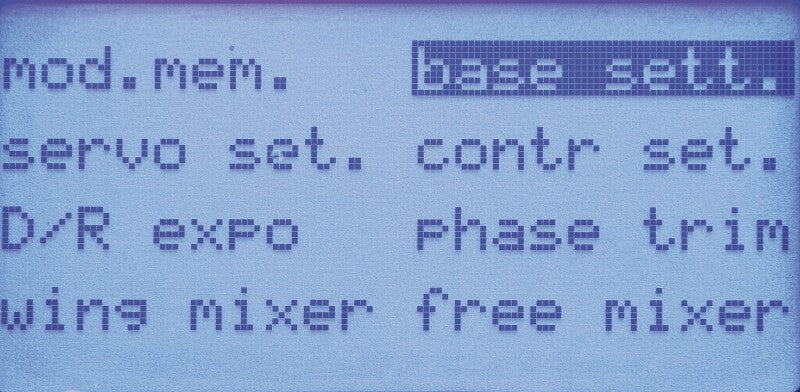 mod.mem. base sett.
servo set. contr set.
D/R expo phase trim
wing mixer free mixer